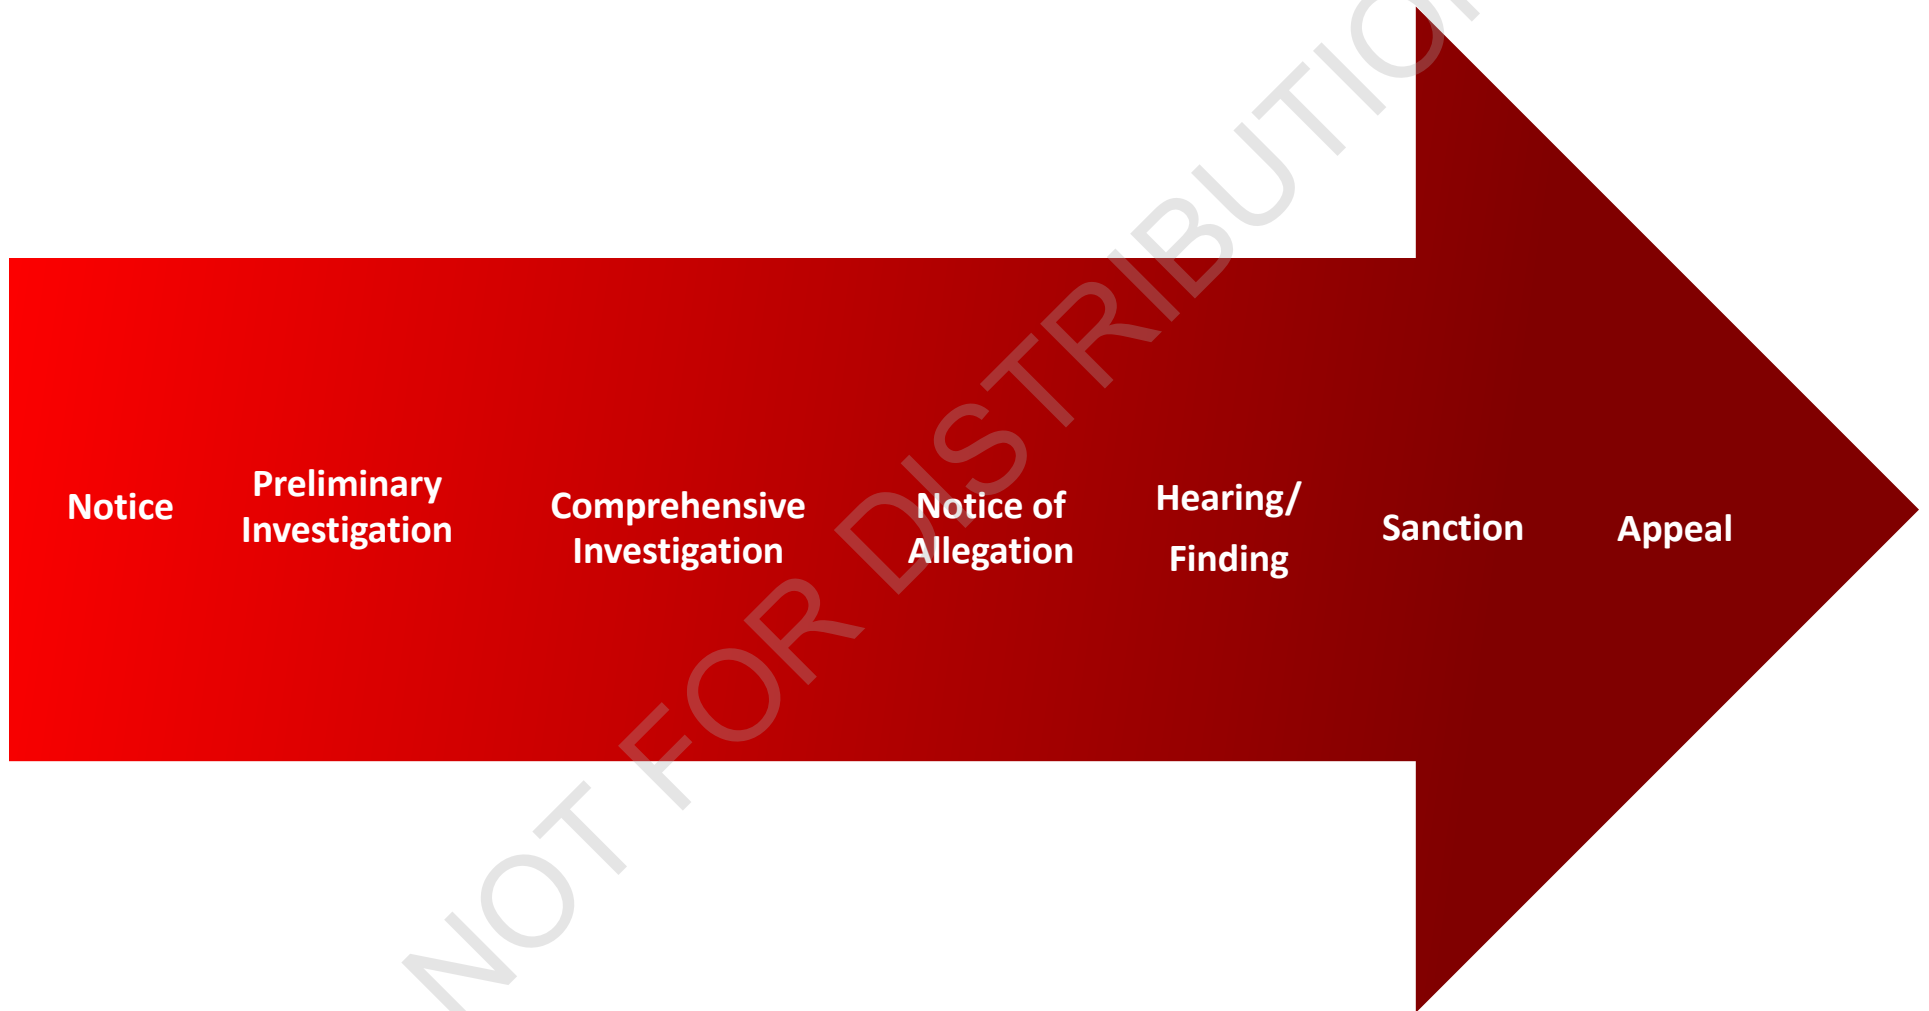 Notice
Preliminary
Investigation
Comprehensive
Investigation
Notice of
Allegation
Hearing/
Finding
Sanction
Appeal
NOT FOR DISTRIBUTION